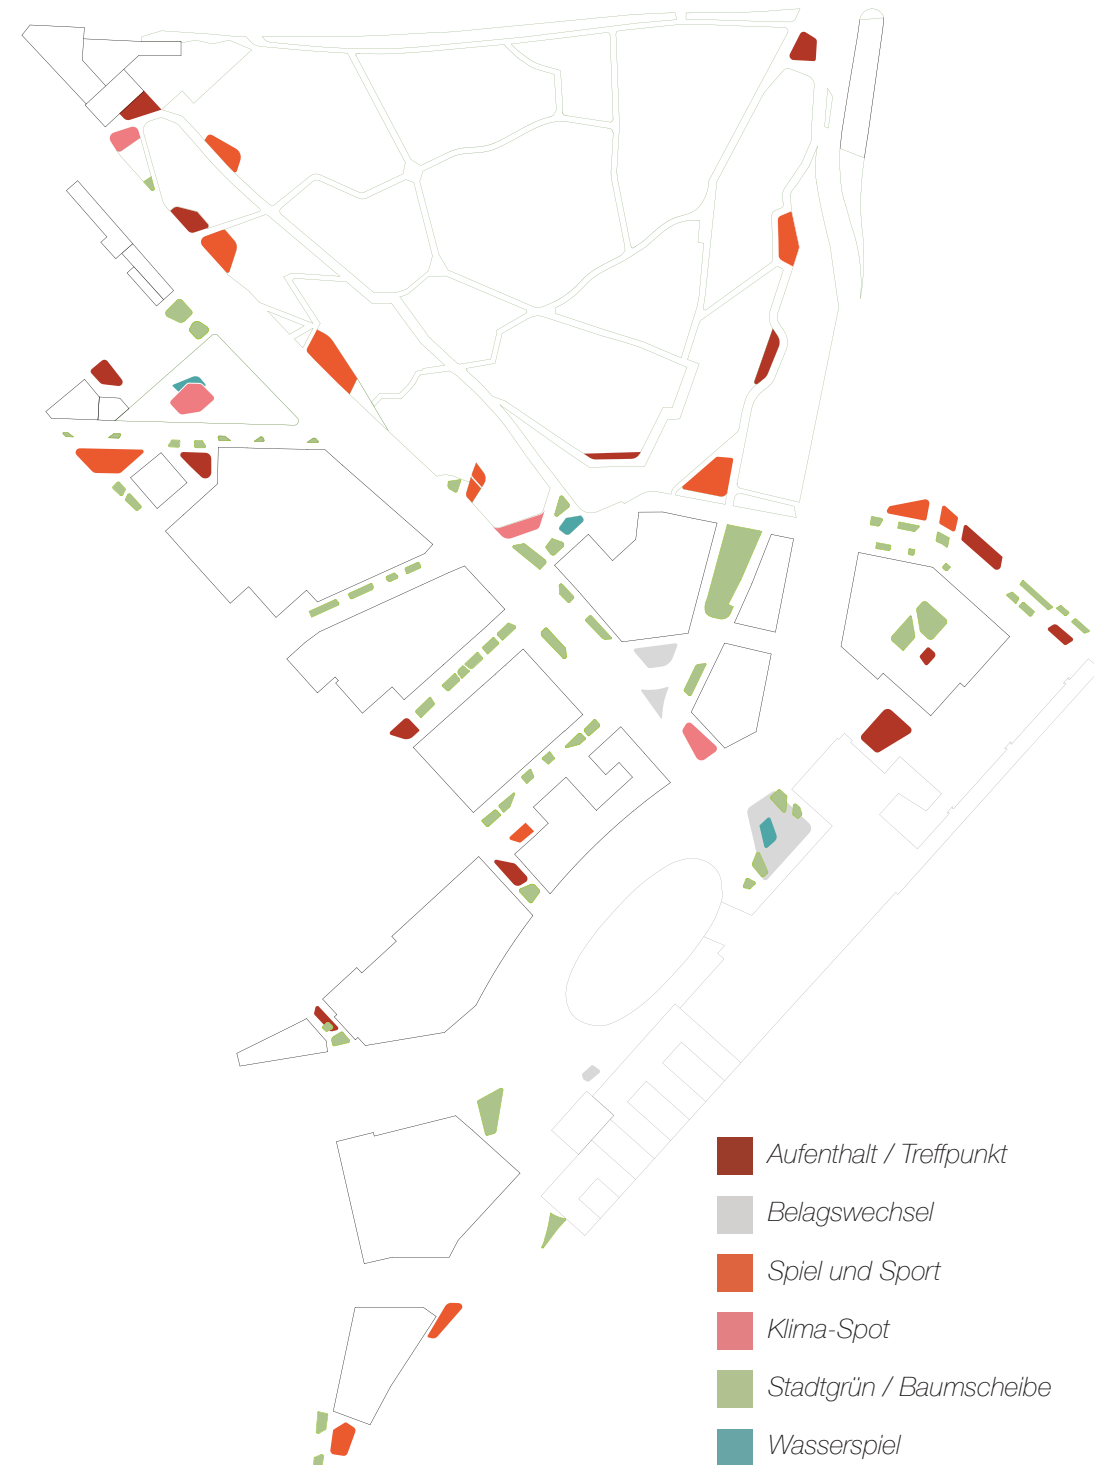 Aufenthalt / Treffpunkt
Belagswechsel
Spiel und Sport
Klima-Spot
Stadtgrün / Baumscheibe
Wasserspiel